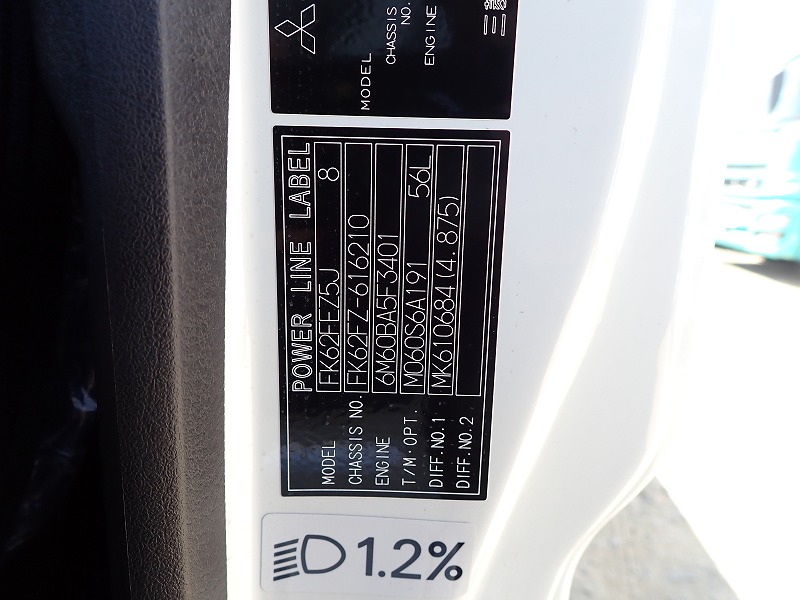 MODEL
CHASSIS NO.
ENGINE
POWER LINE LABEL
MODEL FK62FEZ5J 8
CHASSIS NO. FK62FZ-616210
ENGINE 6M60BA5F3401
T/M·OPT. M060S6A191 56L
DIFF.NO.1 MK610684(4.875)
DIFF.NO.2
1.2%